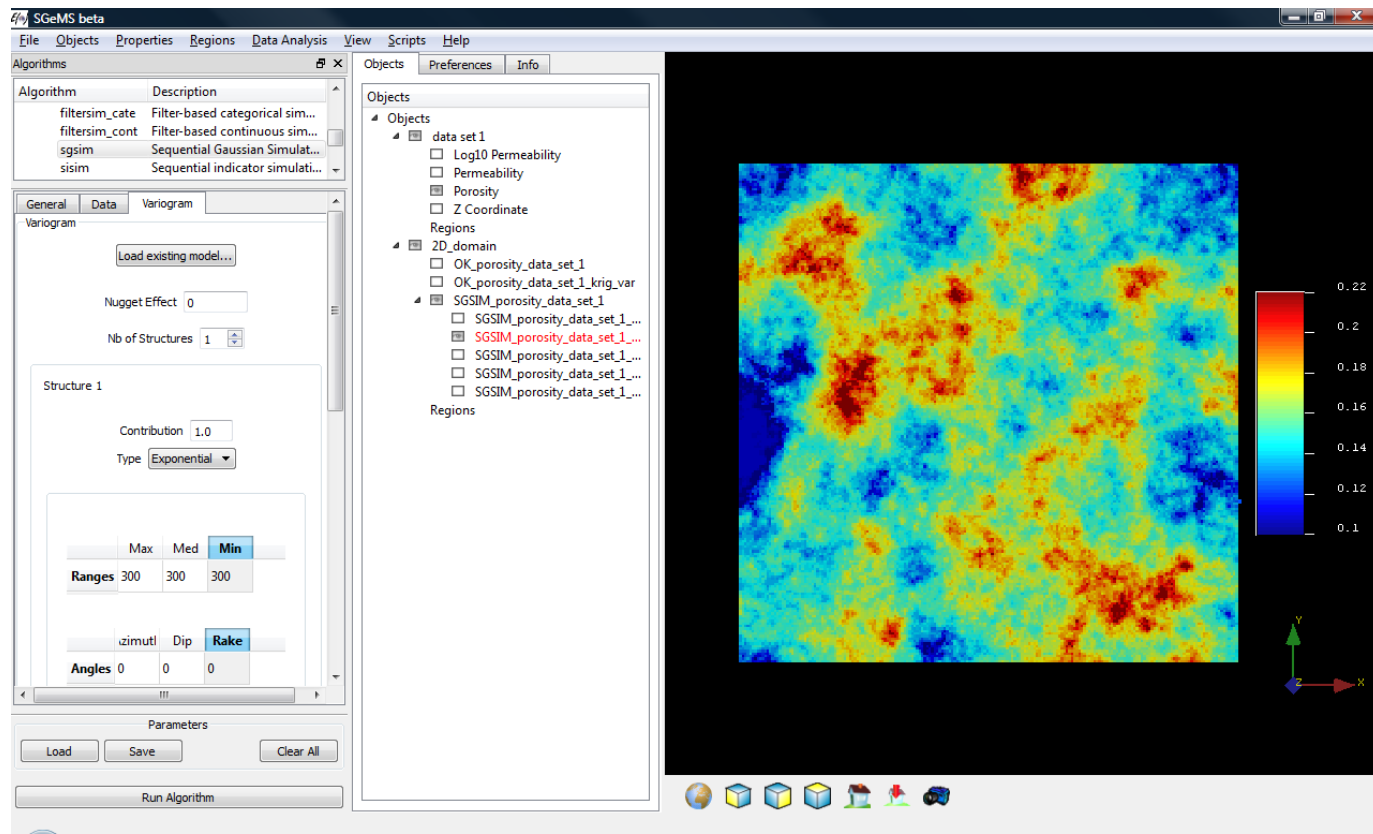 SGeMS beta
File Objects Properties Regions Data Analysis View Scripts Help
Algorithms
Algorithm Description
filtersim_cate Filter-based categorical sim...
filtersim_cont Filter-based continuous sim...
sgsim Sequential Gaussian Simulat...
sisim Sequential indicator simulati...
General Data Variogram
Variogram
Load existing model...
Nugget Effect 0
Nb of Structures 1
Structure 1
Contribution 1.0
Type Exponential
Max Med Min
Ranges 300 300 300
Dip Rake
Angles 0 0 0
Parameters
Load Save Clear All
Run Algorithm
Objects Preferences Info
Objects
Objects
data set 1
Log10 Permeability
Permeability
Porosity
Z Coordinate
Regions
2D_domain
OK_porosity_data_set_1
OK_porosity_data_set_1_krig_var
SGSIM_porosity_data_set_1
SGSIM_porosity_data_set_1_...
SGSIM_porosity_data_set_1_...
SGSIM_porosity_data_set_1_...
SGSIM_porosity_data_set_1_...
SGSIM_porosity_data_set_1_...
Regions
0.22
0.2
0.18
0.16
0.14
0.12
0.1
Y
Z X